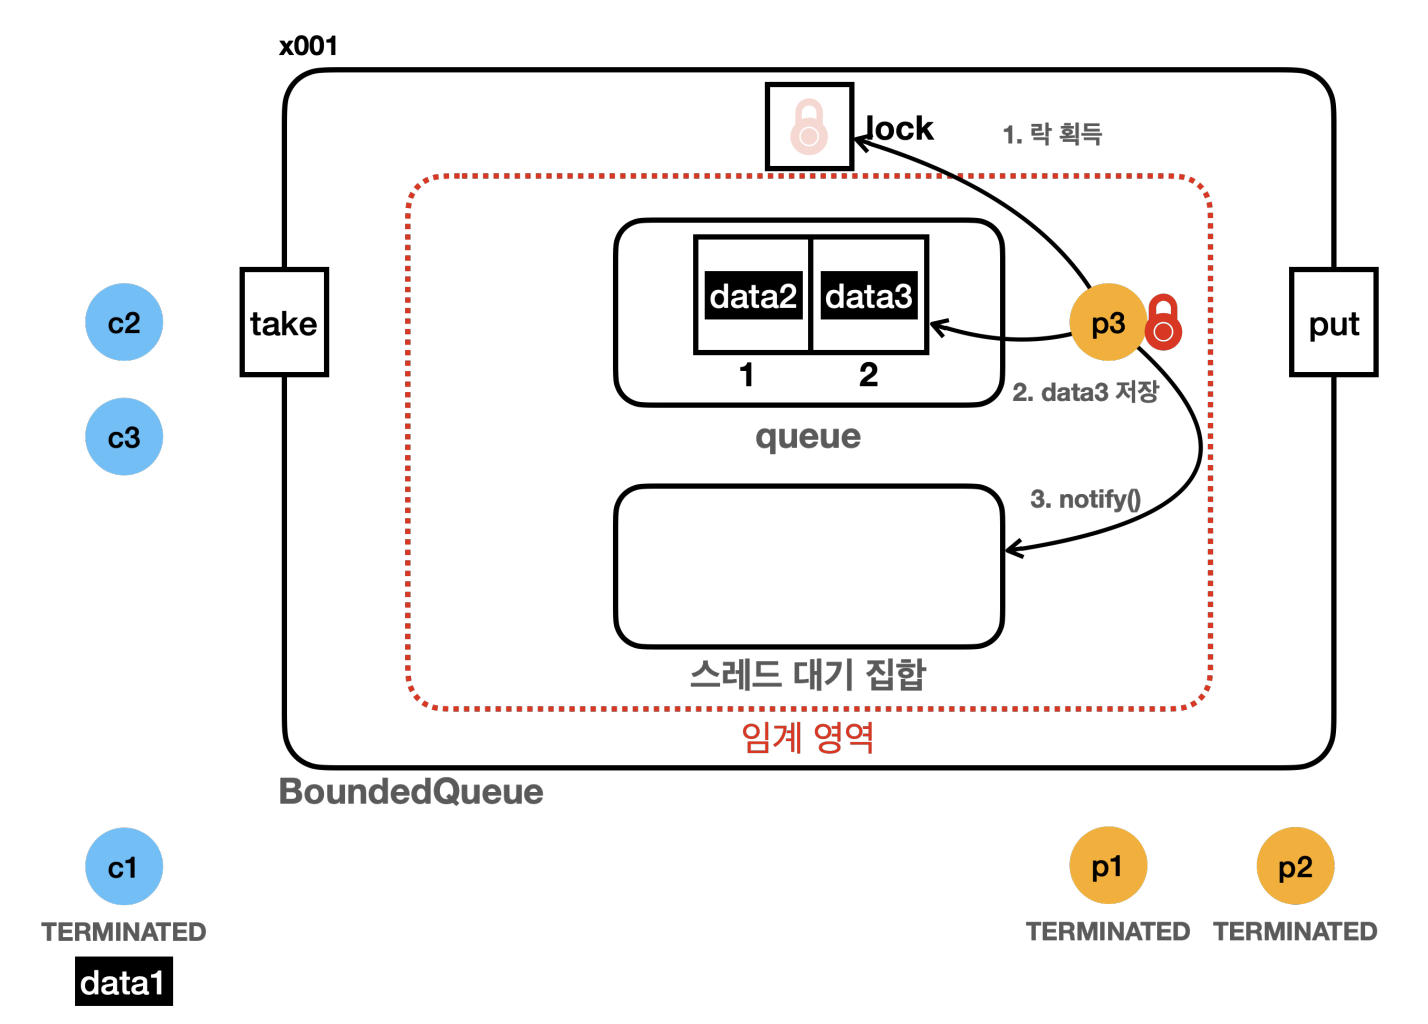 x001
lock
1. 락 획득
data2
data3
c2
take
p3
put
1
2
2. data3 저장
c3
queue
3. notify()
스레드 대기 집합
임계 영역
BoundedQueue
c1
p1
p2
TERMINATED
TERMINATED
TERMINATED
data1